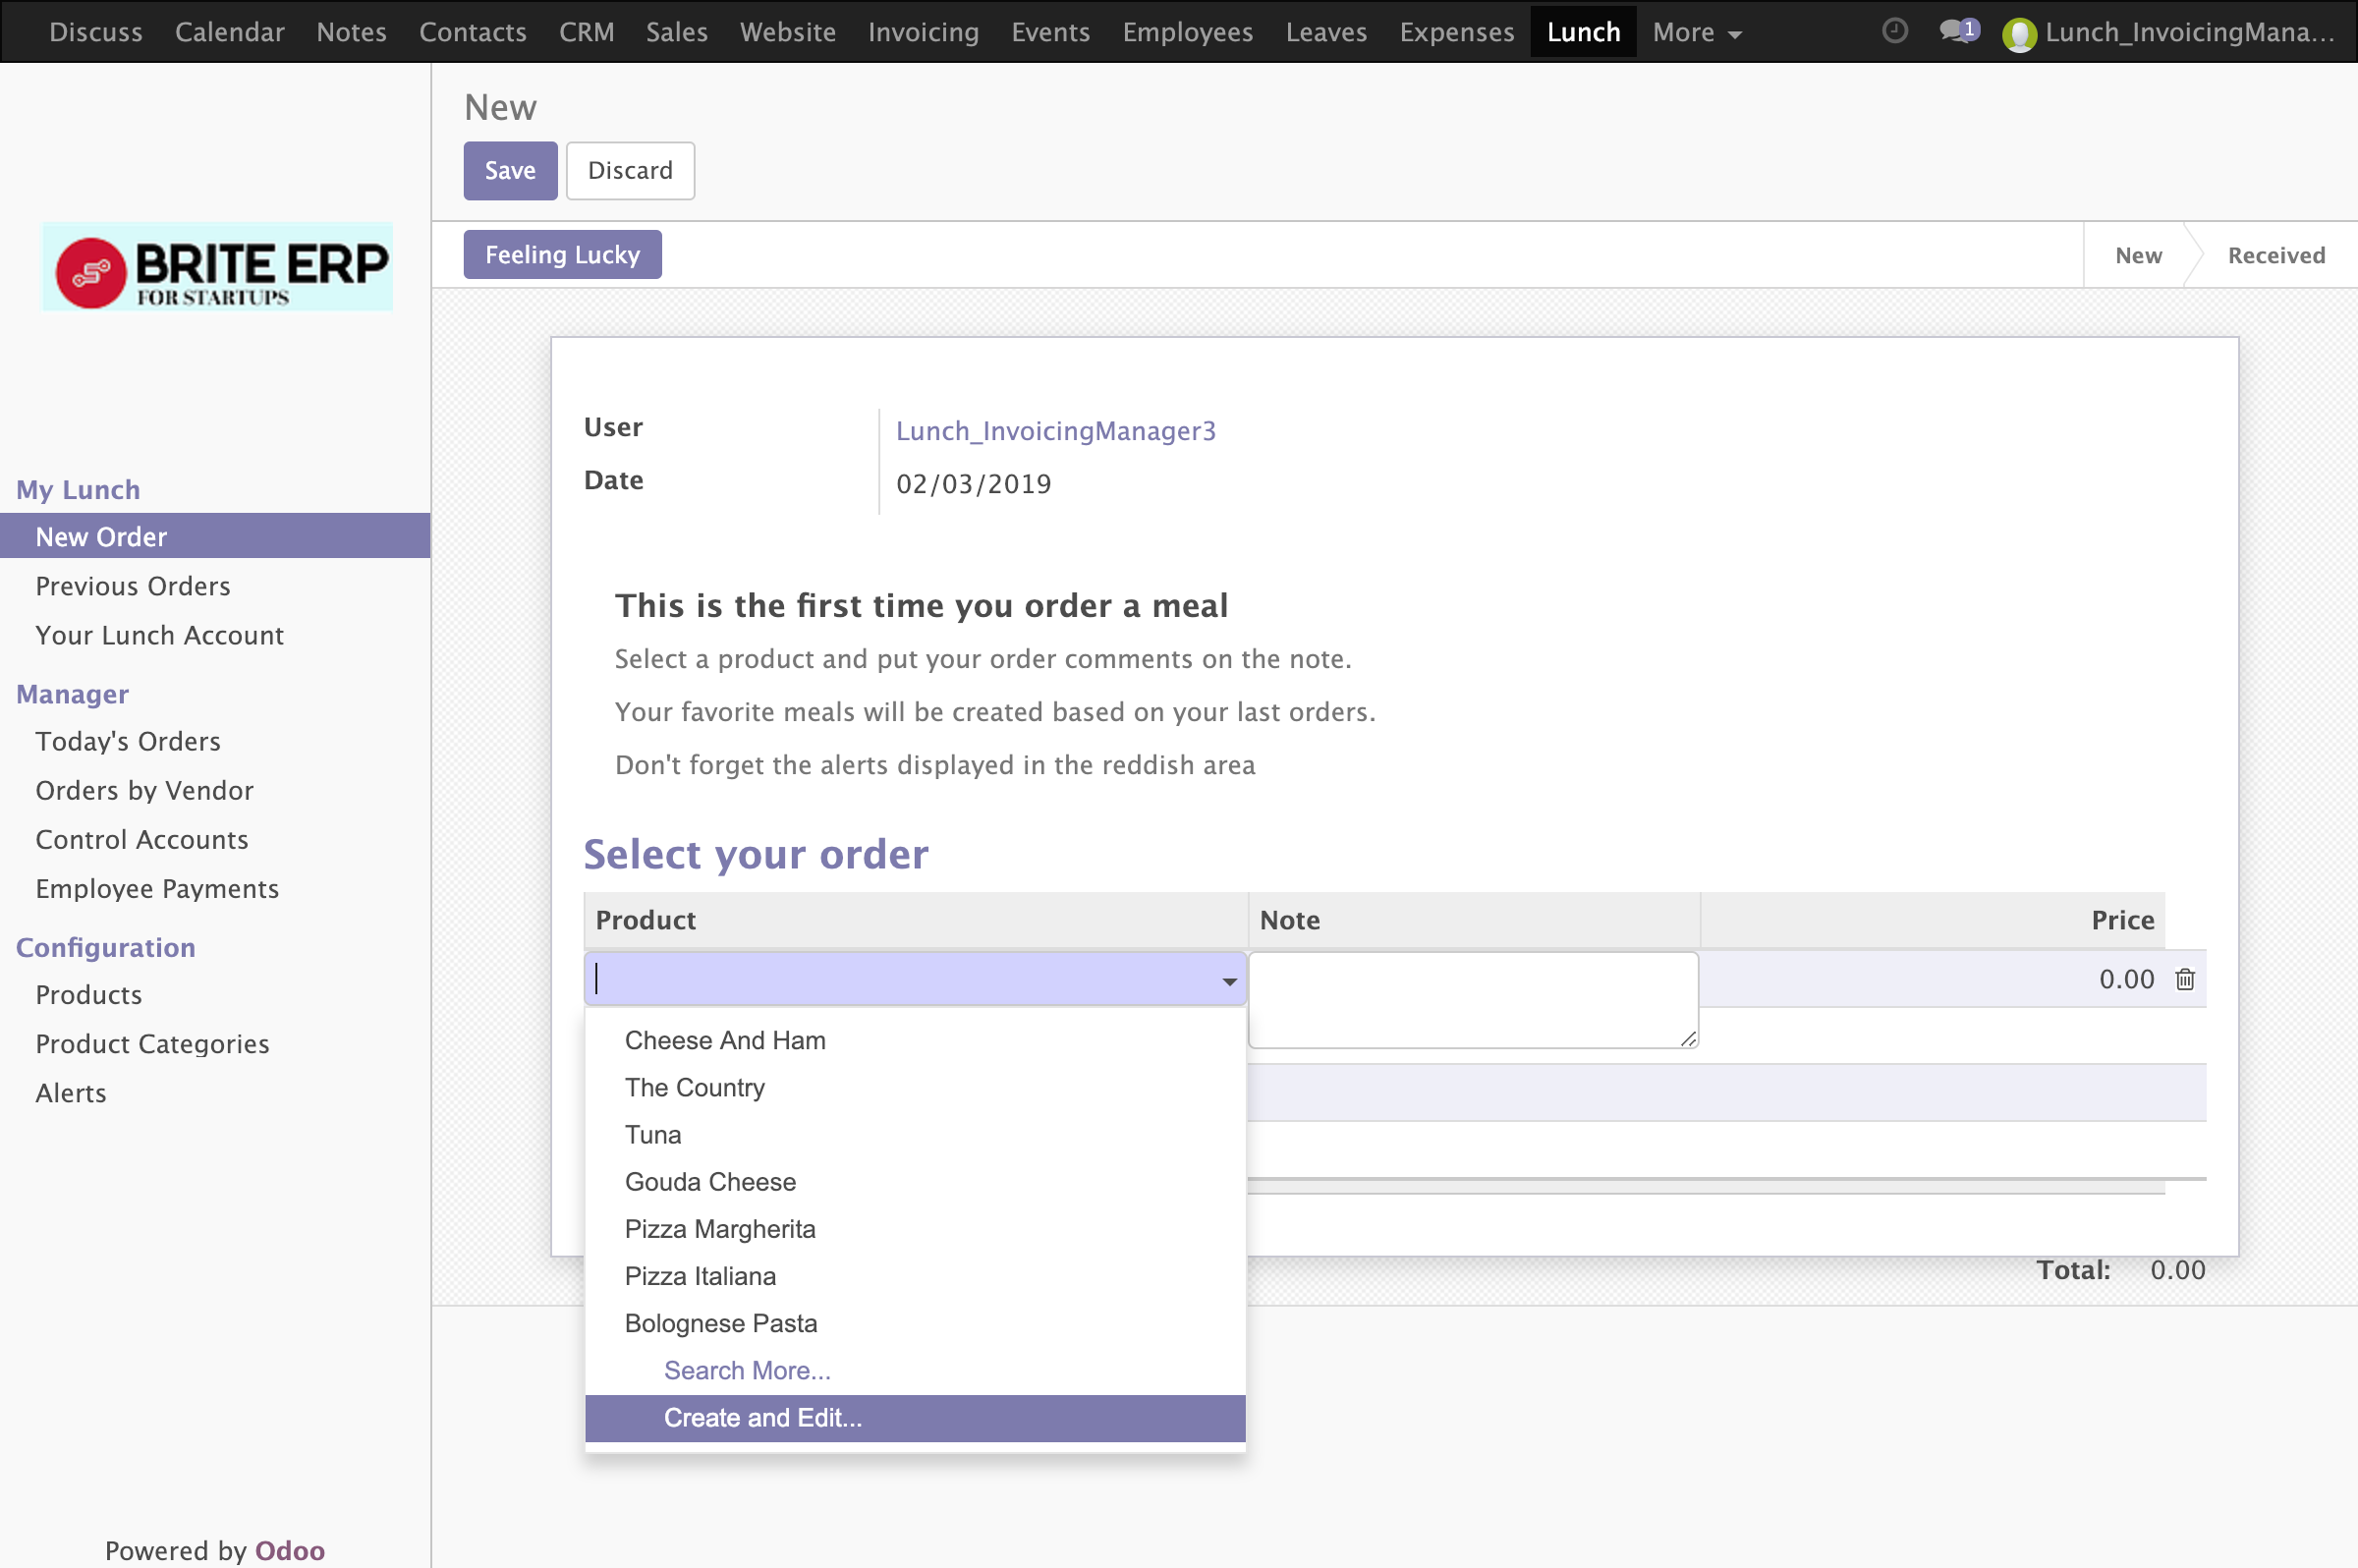 Discuss Calendar Notes Contacts CRM Sales Website Invoicing Events Employees Leaves Expenses Lunch More 1 Lunch_InvoicingMana...
New
Save Discard
Feeling Lucky New Received
BRITE ERP
FOR STARTUPS
My Lunch
New Order
Previous Orders
Your Lunch Account
Manager
Today's Orders
Orders by Vendor
Control Accounts
Employee Payments
Configuration
Products
Product Categories
Alerts
Powered by Odoo
User Lunch_InvoicingManager3
Date 02/03/2019
This is the first time you order a meal
Select a product and put your order comments on the note.
Your favorite meals will be created based on your last orders.
Don't forget the alerts displayed in the reddish area
Select your order
Product Note Price
0.00
Cheese And Ham
The Country
Tuna
Gouda Cheese
Pizza Margherita
Pizza Italiana
Bolognese Pasta
Search More...
Create and Edit...
Total: 0.00